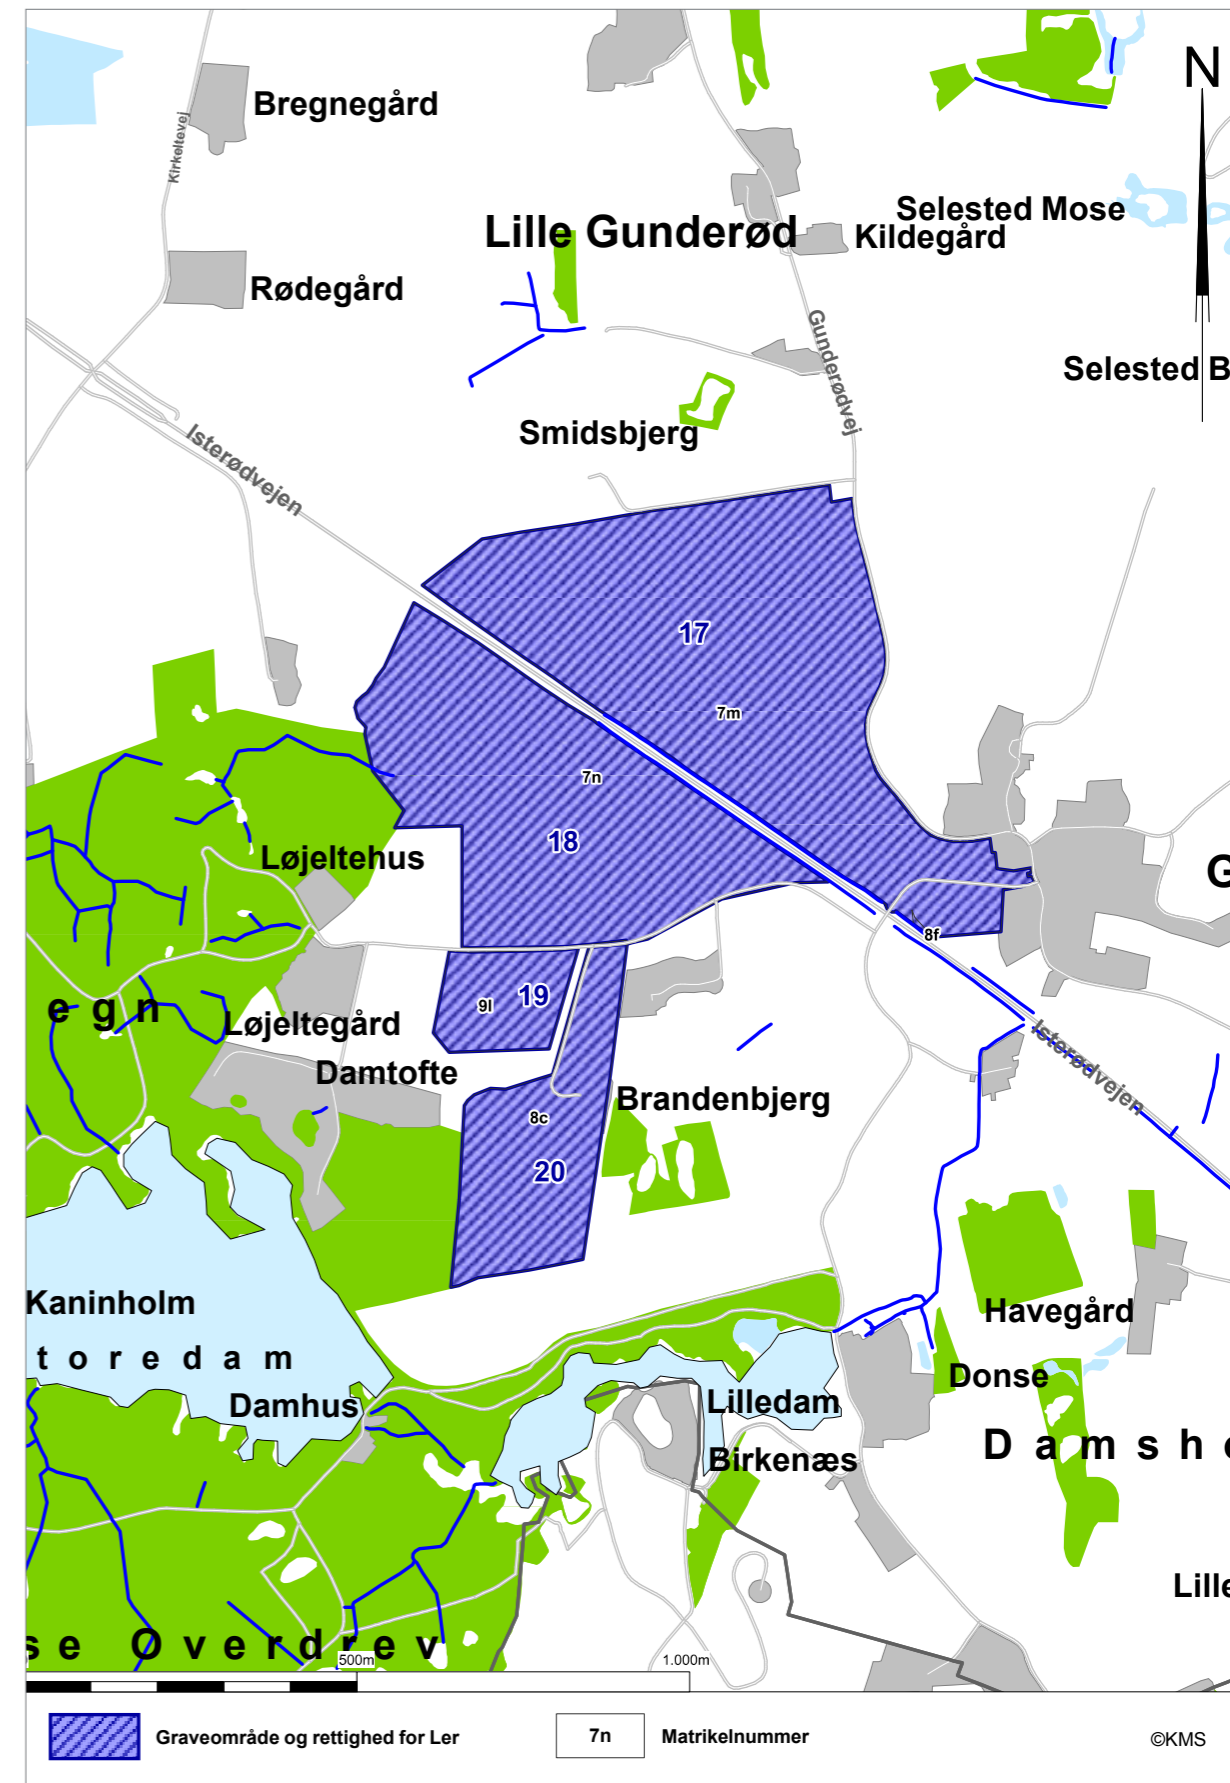 N
Bregnegård
Kirkeltevej
Lille Gunderød
Selested Mose
Kildegård
Rødegård
Gunderødvej
Selested B
Isterødvejen
Smidsbjerg
17
7m
7n
18
Løjeltehus
G
8f
egn
9l
19
Løjeltegård
Isterødvejen
Damtofte
Brandenbjerg
8c
20
Kaninholm
Havegård
toredam
Donse
Damhus
Lilledam
Birkenæs
Damsho
Lille
se Overdrev
500m
1.000m
Graveområde og rettighed for Ler
7n
Matrikelnummer
©KMS